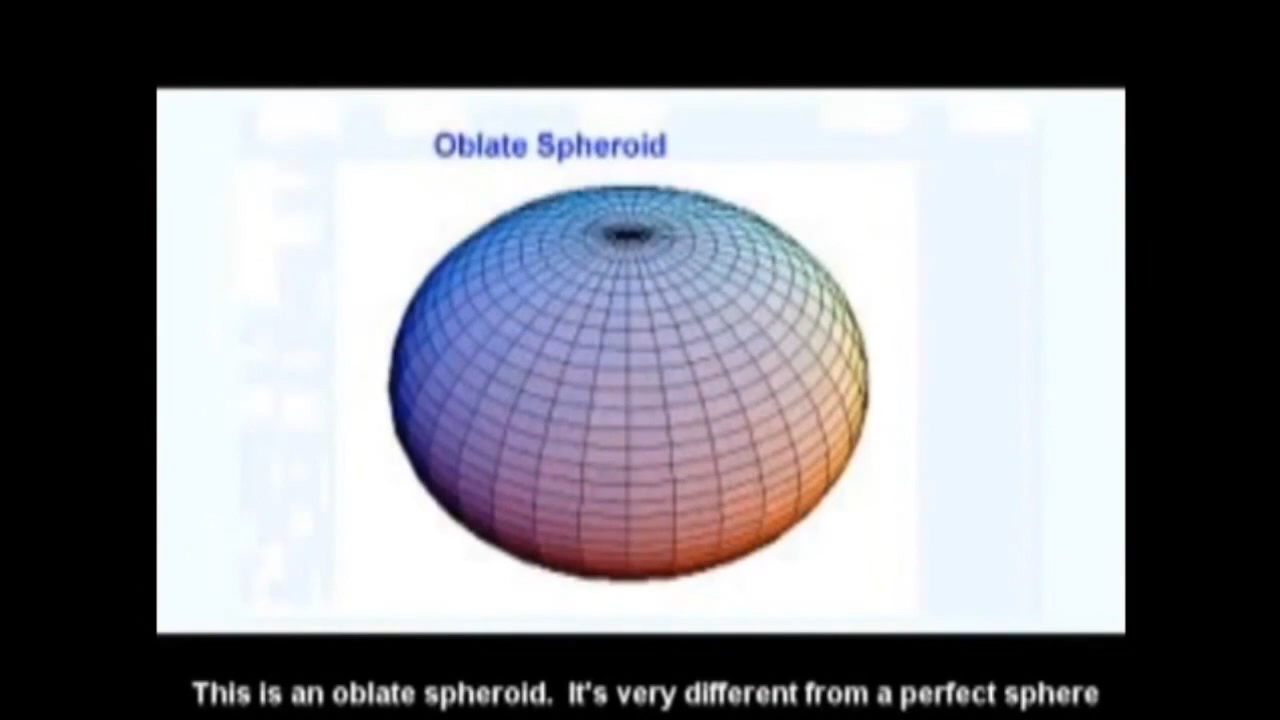 Oblate Spheroid
This is an oblate spheroid.  It's very different from a perfect sphere